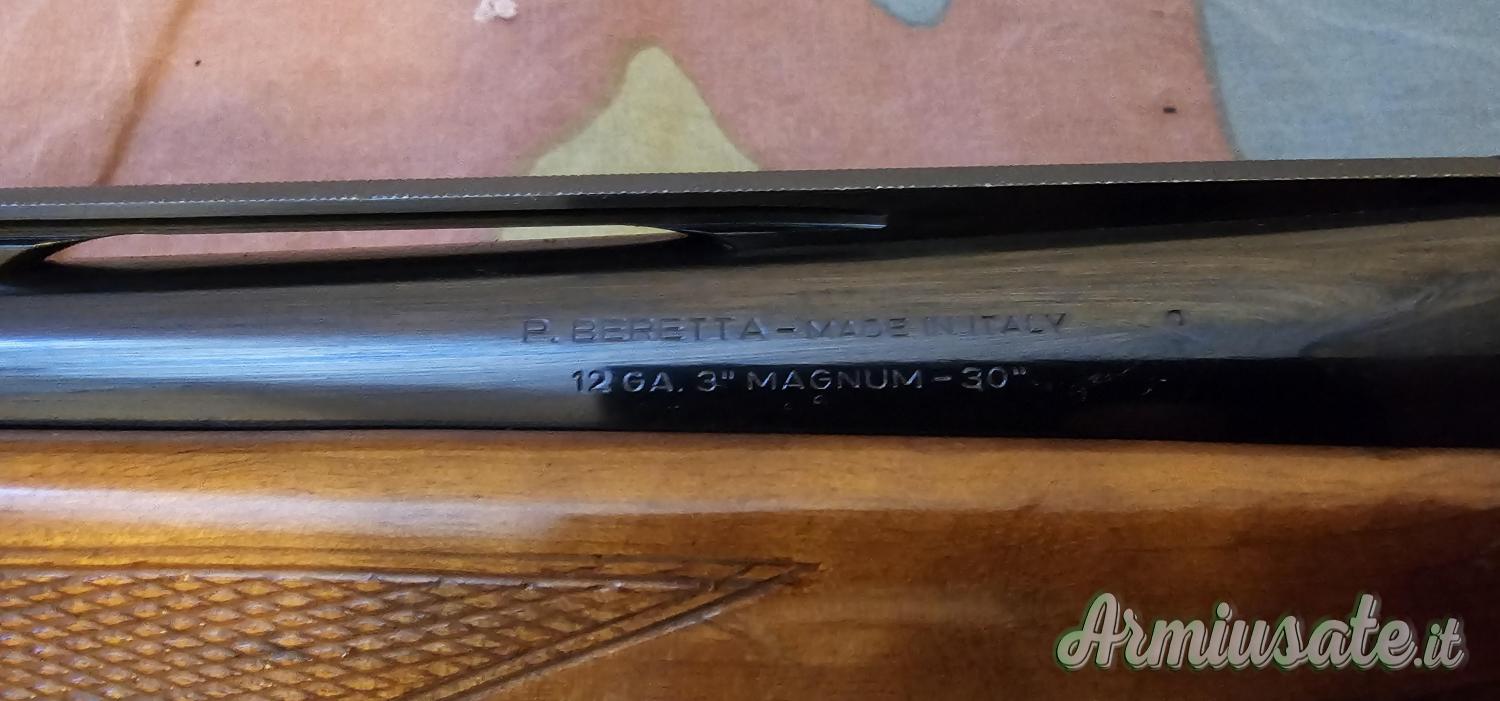 P. BERETTA - MADE IN ITALY
12 GA. 3" MAGNUM - 30"
Armiusate.it